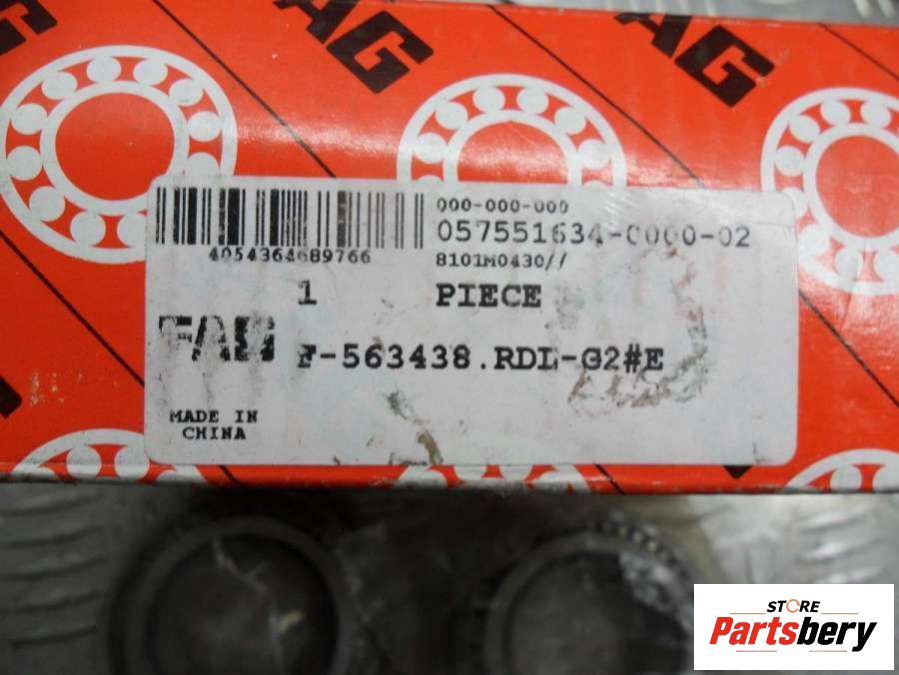 AG
AG
000-000-000
057551634-0000-02
4054364689766
8101M0430//
1 PIECE
FAG F-563438.RDL-G2#E
MADE IN
CHINA
STORE
Partsbery